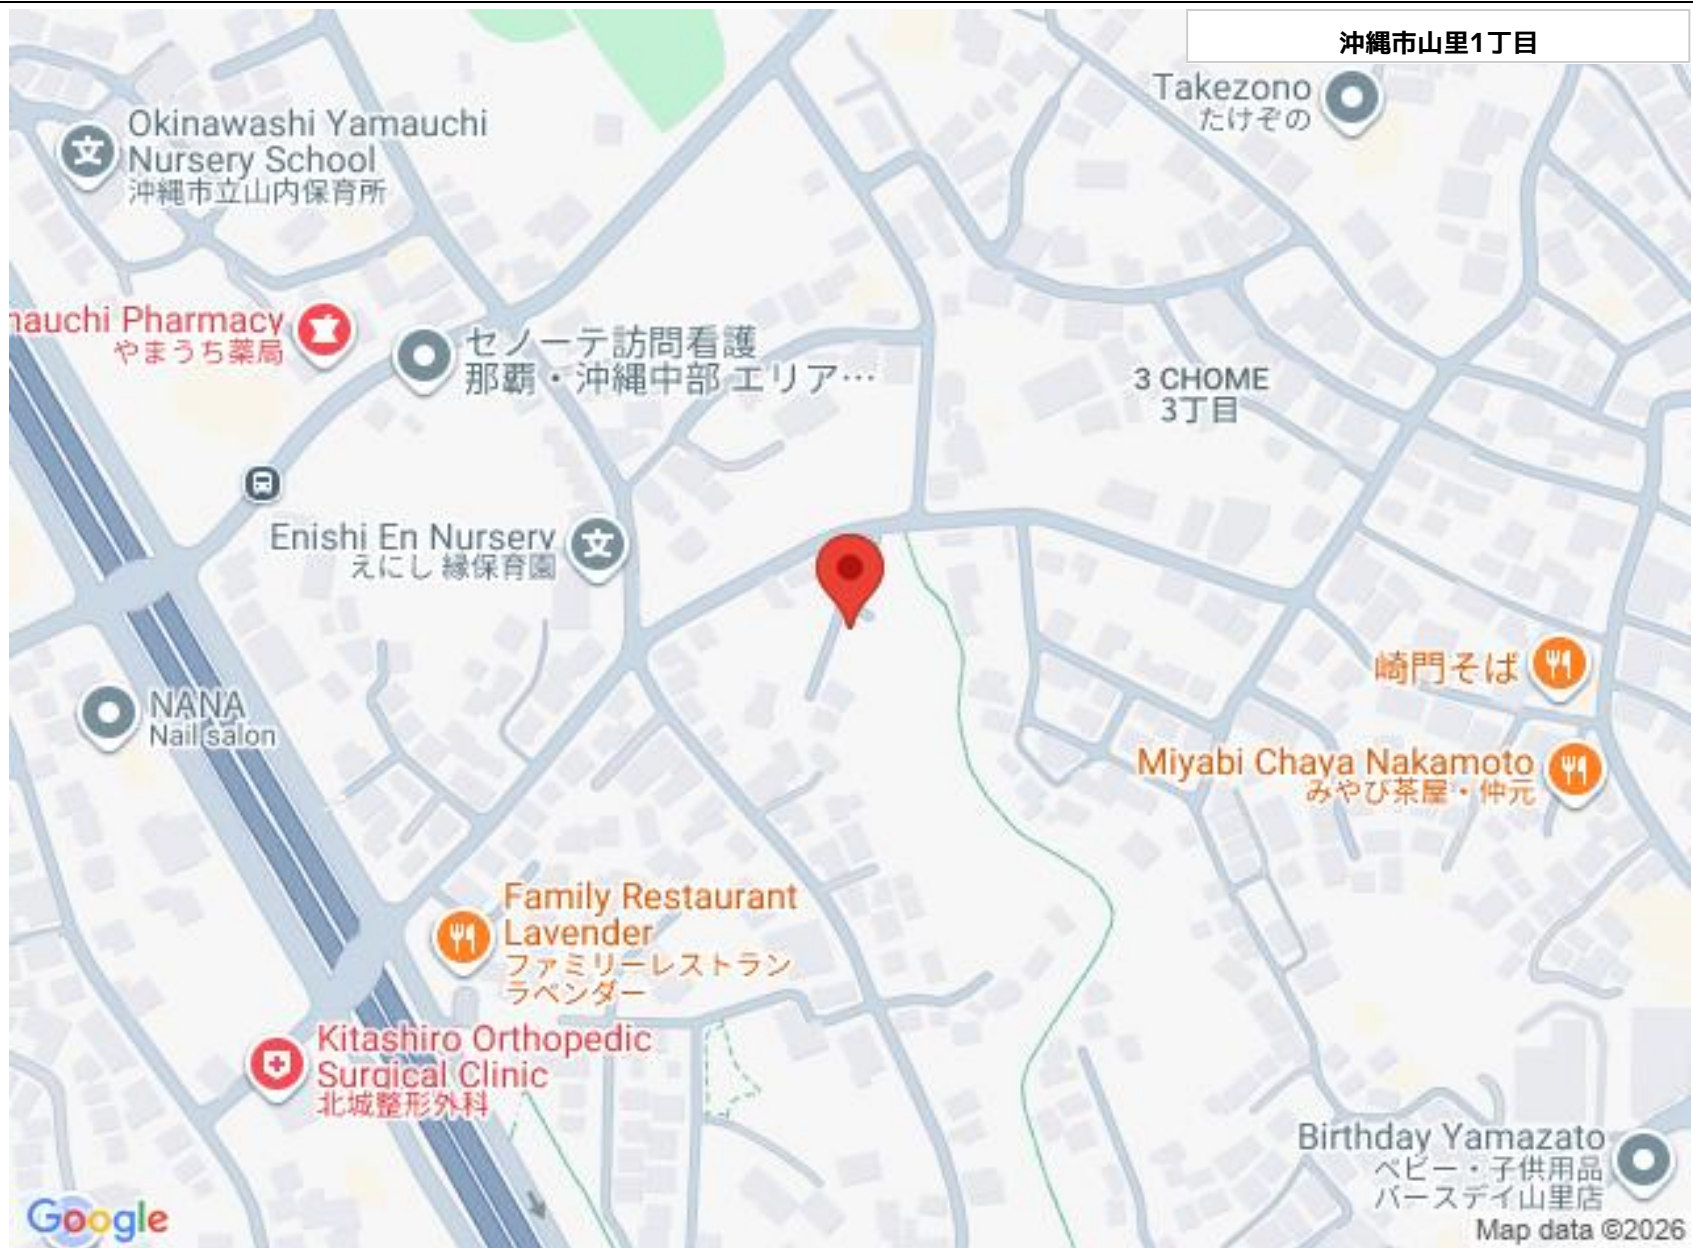 沖縄市山里1丁目
Takezono
たけぞの
Okinawashi Yamauchi
Nursery School
沖縄市立山内保育所
nauchi Pharmacy
やまうち薬局
セノーテ訪問看護
那覇・沖縄中部 エリア…
3 CHOME
3丁目
Enishi En Nursery
えにし 縁保育園
崎門そば
NANA
Nail salon
Miyabi Chaya Nakamoto
みやび茶屋・仲元
Family Restaurant
Lavender
ファミリーレストラン
ラベンダー
Kitashiro Orthopedic
Surgical Clinic
北城整形外科
Birthday Yamazato
ベビー・子供用品
バースデイ山里店
Google
Map data ©2026